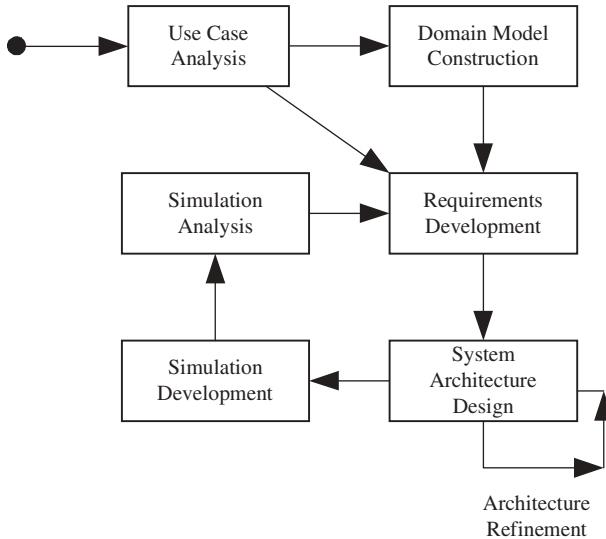 Use Case
Analysis
Domain Model
Construction
Simulation
Analysis
Requirements
Development
Simulation
Development
System
Architecture
Design
Architecture
Refinement